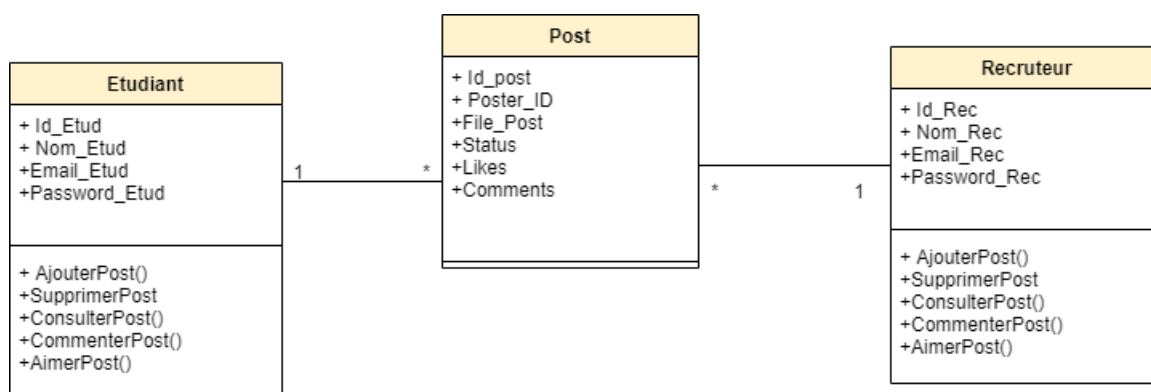 Etudiant
+ Id_Etud
+ Nom_Etud
+Email_Etud
+Password_Etud
+ AjouterPost()
+SupprimerPost
+ConsulterPost()
+CommenterPost()
+AimerPost()
1
*
Post
+ Id_post
+ Poster_ID
+File_Post
+Status
+Likes
+Comments
*
1
Recruteur
+ Id_Rec
+ Nom_Rec
+Email_Rec
+Password_Rec
+ AjouterPost()
+SupprimerPost
+ConsulterPost()
+CommenterPost()
+AimerPost()